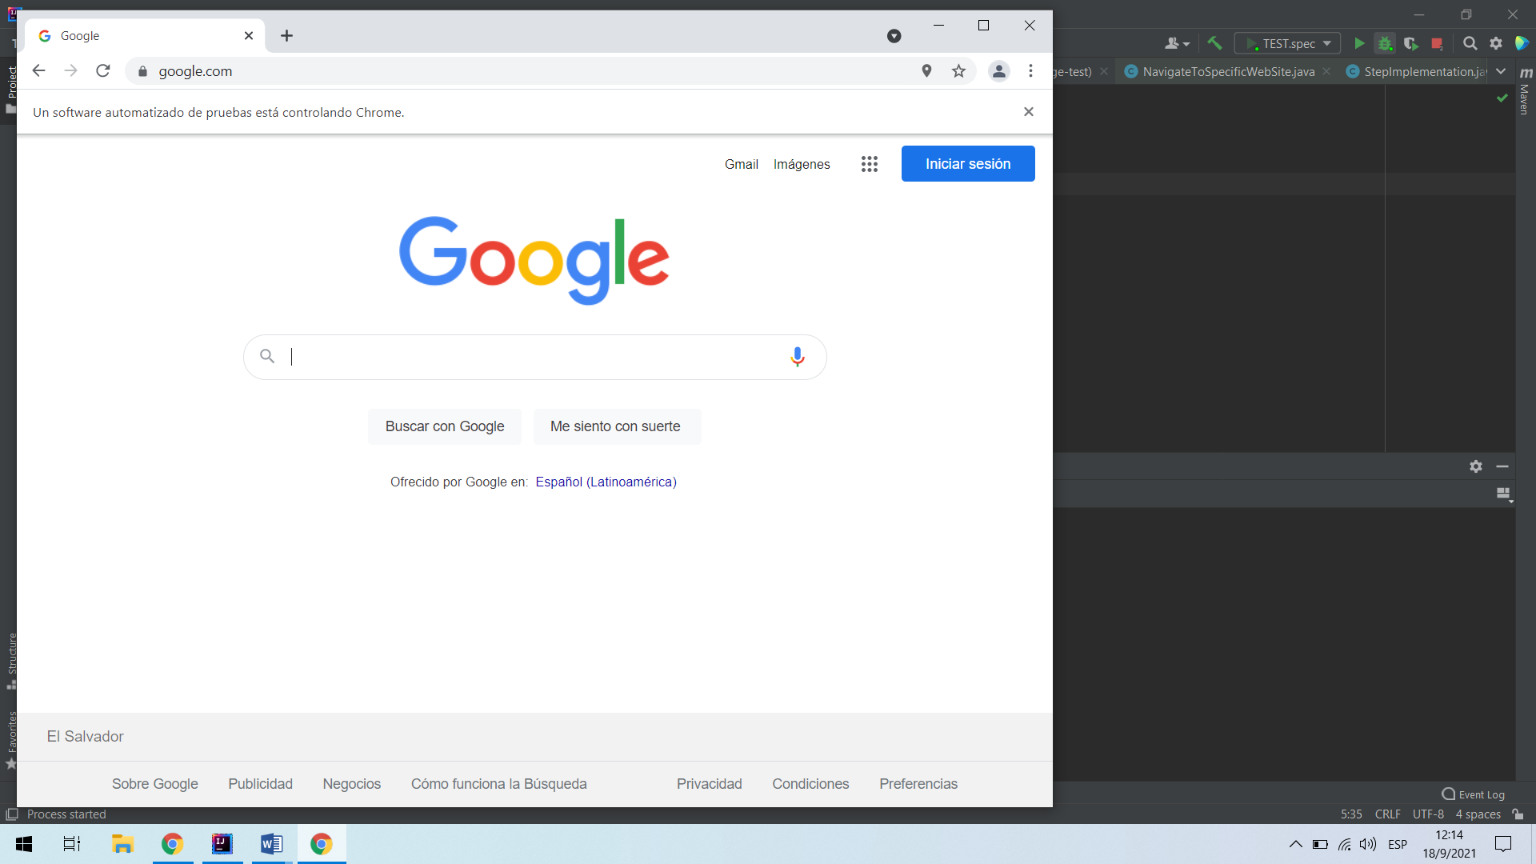 Google
google.com
Un software automatizado de pruebas está controlando Chrome.
Gmail Imágenes Iniciar sesión
Google
Buscar con Google Me siento con suerte
Ofrecido por Google en: Español (Latinoamérica)
El Salvador
Sobre Google Publicidad Negocios Cómo funciona la Búsqueda Privacidad Condiciones Preferencias
TEST.spec
ge-test) NavigateToSpecificWebSite.java StepImplementation.ja
Project
Structure
Favorites
Maven
Event Log
Process started 5:35 CRLF UTF-8 4 spaces
ESP 12:14
18/9/2021